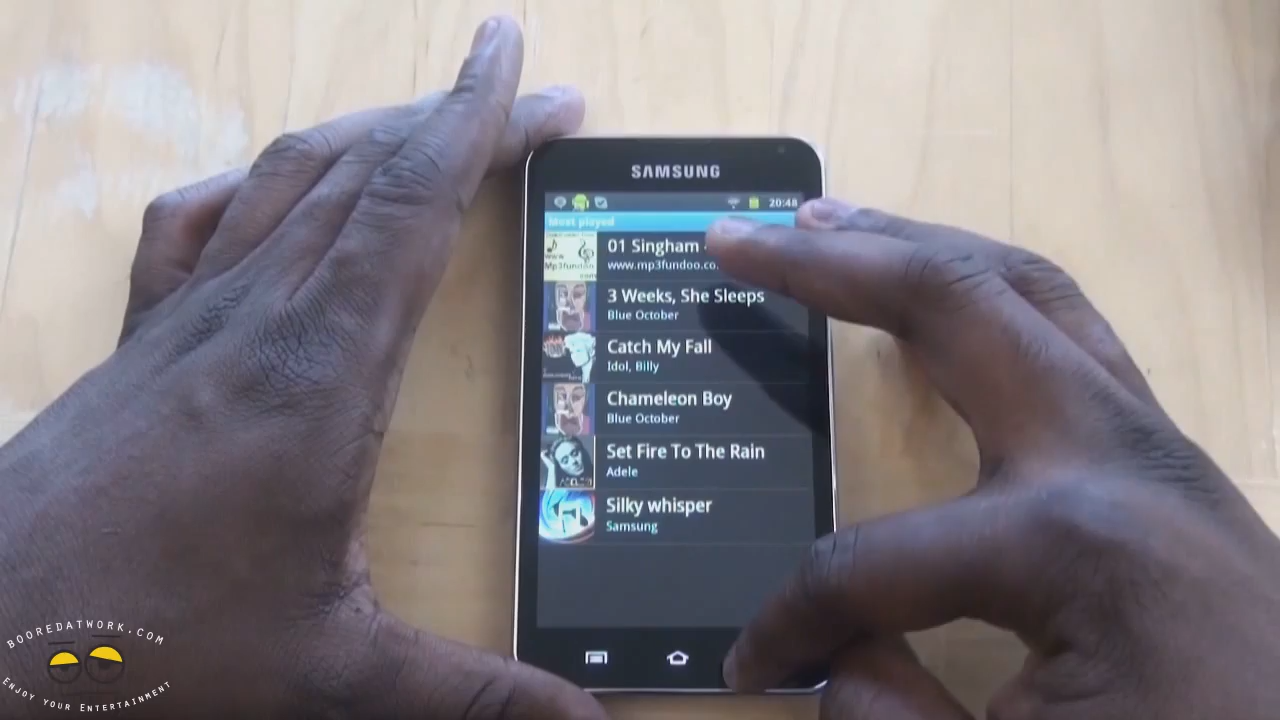 SAMSUNG
20:48
Most played
01 Singham
www.mp3fundoo.co
3 Weeks, She Sleeps
Blue October
Catch My Fall
Idol, Billy
Chameleon Boy
Blue October
Set Fire To The Rain
Adele
Silky whisper
Samsung
BOOREDATWORK.COM
ENJOY YOUR ENTERTAINMENT